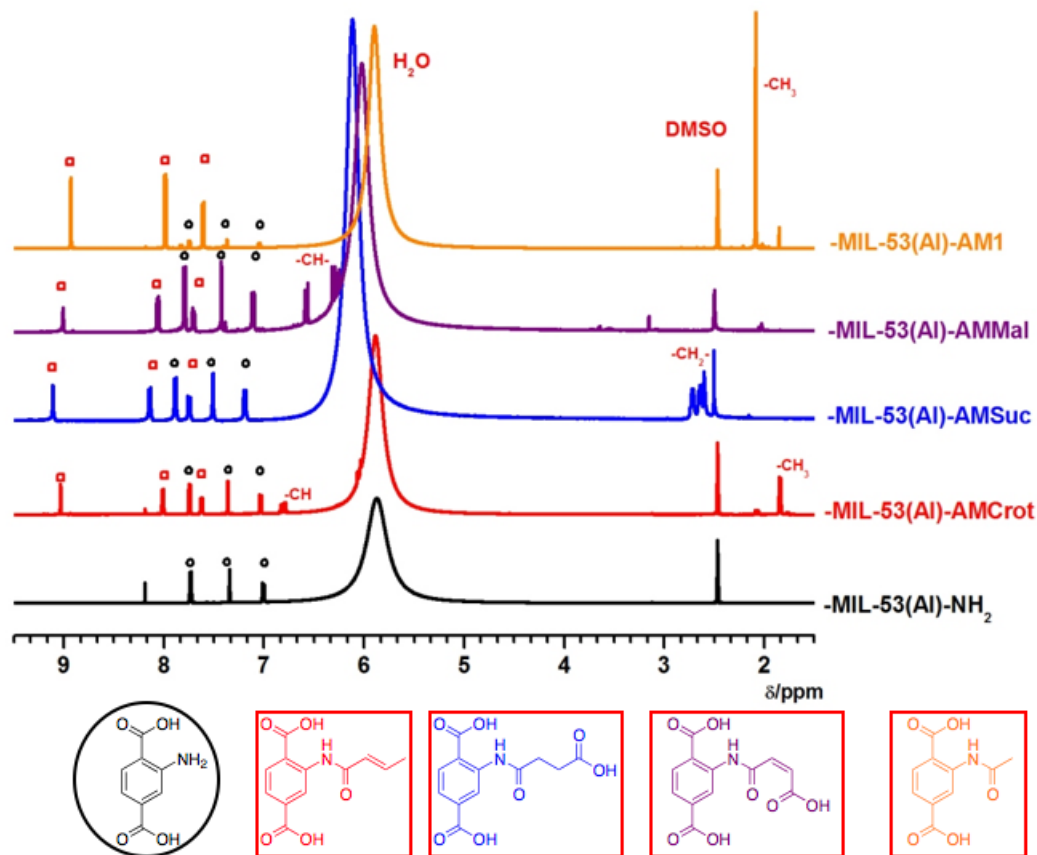 H₂O
-CH₃
DMSO
-MIL-53(Al)-AM1
-CH-
-MIL-53(Al)-AMMal
-CH₂-
-MIL-53(Al)-AMSuc
-CH₃
-CH
-MIL-53(Al)-AMCrot
-MIL-53(Al)-NH₂
9 8 7 6 5 4 3 2
δ/ppm
O OH
NH₂
O OH
O OH
H
N
O
O OH
O OH
H
N
O
O
OH
O OH
O OH
H
N
O
O
OH
O OH
O OH
H
N
O
O OH